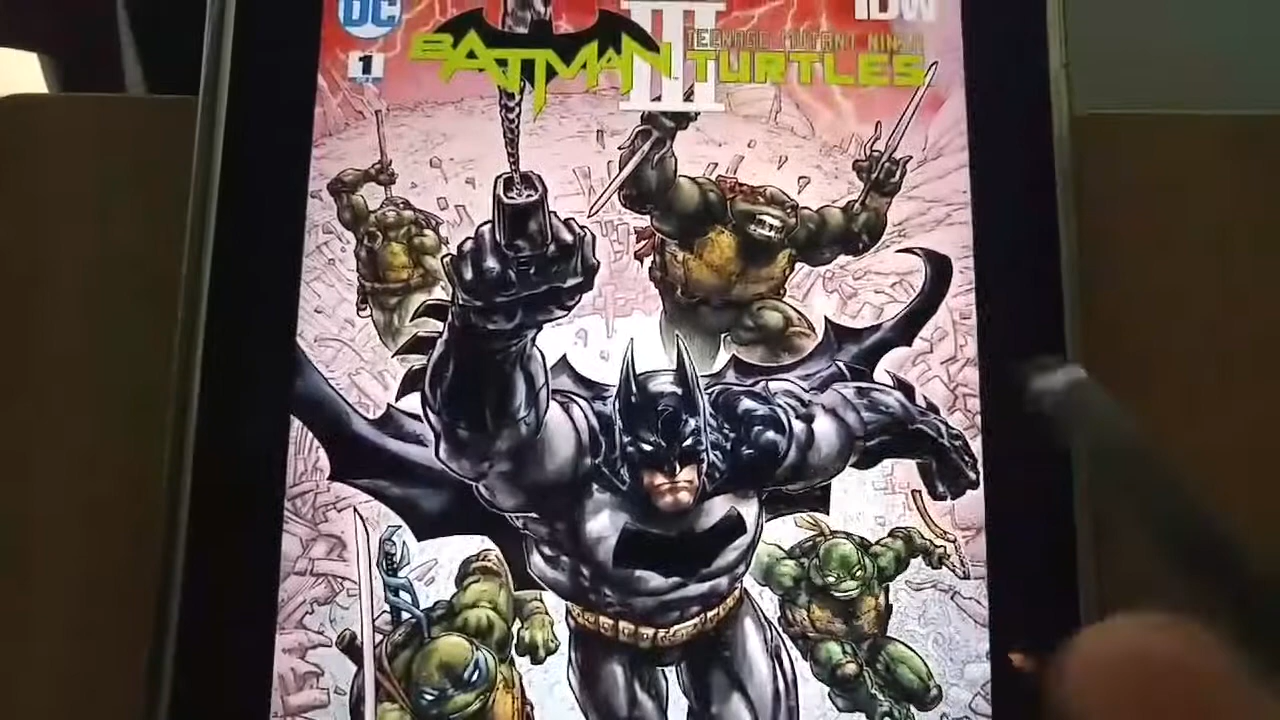 DC
IDW
BATMAN III TEENAGE MUTANT NINJA
TURTLES
1